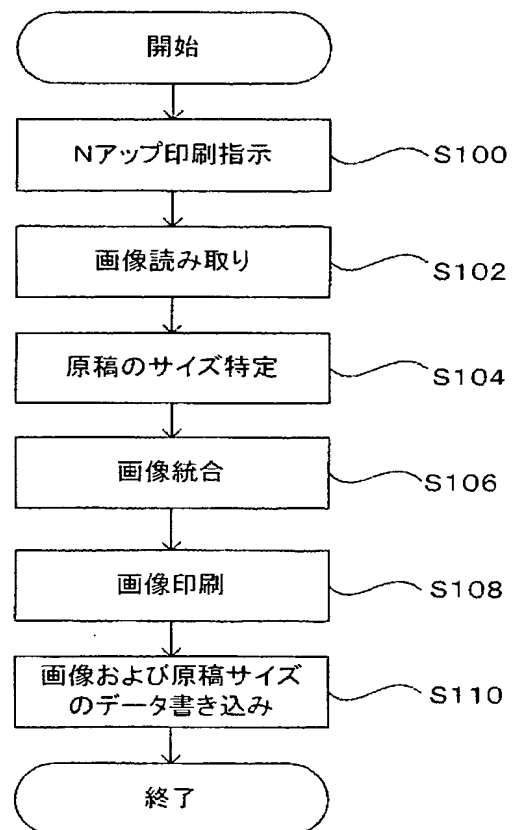 開始
Nアップ印刷指示
S100
画像読み取り
S102
原稿のサイズ特定
S104
画像統合
S106
画像印刷
S108
画像および原稿サイズ
のデータ書き込み
S110
終了